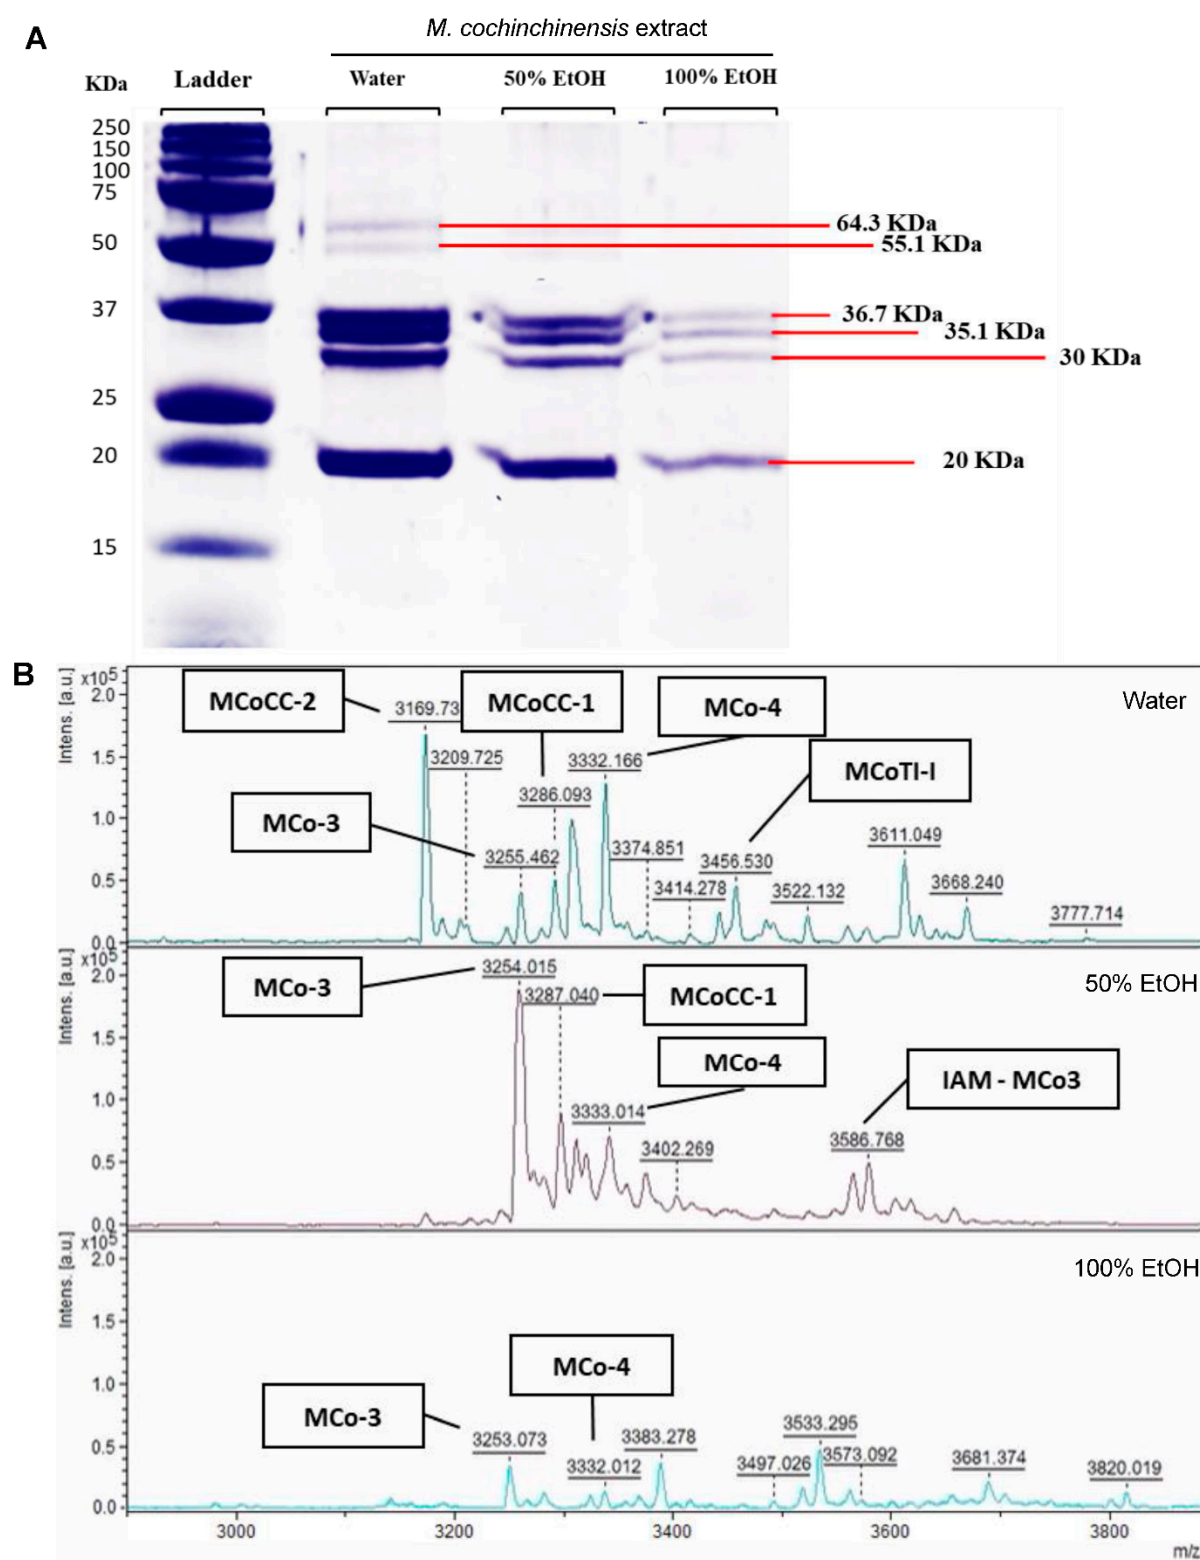 A
M. cochinchinensis extract
KDa Ladder Water 50% EtOH 100% EtOH
250
150
100
75
50
37
25
20
15
64.3 KDa
55.1 KDa
36.7 KDa
35.1 KDa
30 KDa
20 KDa
B
Intens. [a.u.]
x10⁵
2.0
1.5
1.0
0.5
0.0
Water
MCoCC-2
MCoCC-1
MCo-4
MCoTI-I
MCo-3
3169.73
3209.725
3255.462
3286.093
3332.166
3374.851
3414.278
3456.530
3522.132
3611.049
3668.240
3777.714
Intens. [a.u.]
x10⁵
2.0
1.5
1.0
0.5
0.0
50% EtOH
MCo-3
MCoCC-1
MCo-4
IAM - MCo3
3254.015
3287.040
3333.014
3402.269
3586.768
Intens. [a.u.]
x10⁵
2.0
1.5
1.0
0.5
0.0
100% EtOH
MCo-4
MCo-3
3253.073
3332.012
3383.278
3497.026
3533.295
3573.092
3681.374
3820.019
3000 3200 3400 3600 3800
m/z